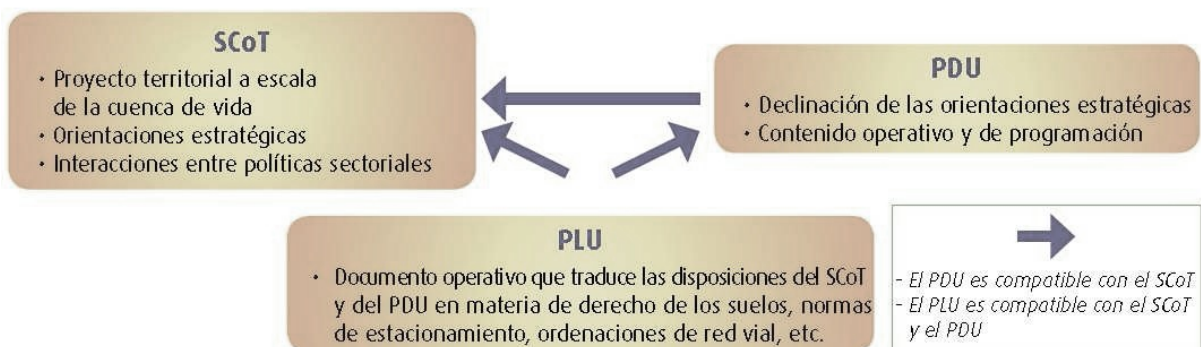 SCoT
• Proyecto territorial a escala
de la cuenca de vida
• Orientaciones estratégicas
• Interacciones entre políticas sectoriales
PDU
• Declinación de las orientaciones estratégicas
• Contenido operativo y de programación
PLU
• Documento operativo que traduce las disposiciones del SCoT
y del PDU en materia de derecho de los suelos, normas
de estacionamiento, ordenaciones de red vial, etc.
- El PDU es compatible con el SCoT
- El PLU es compatible con el SCoT
y el PDU